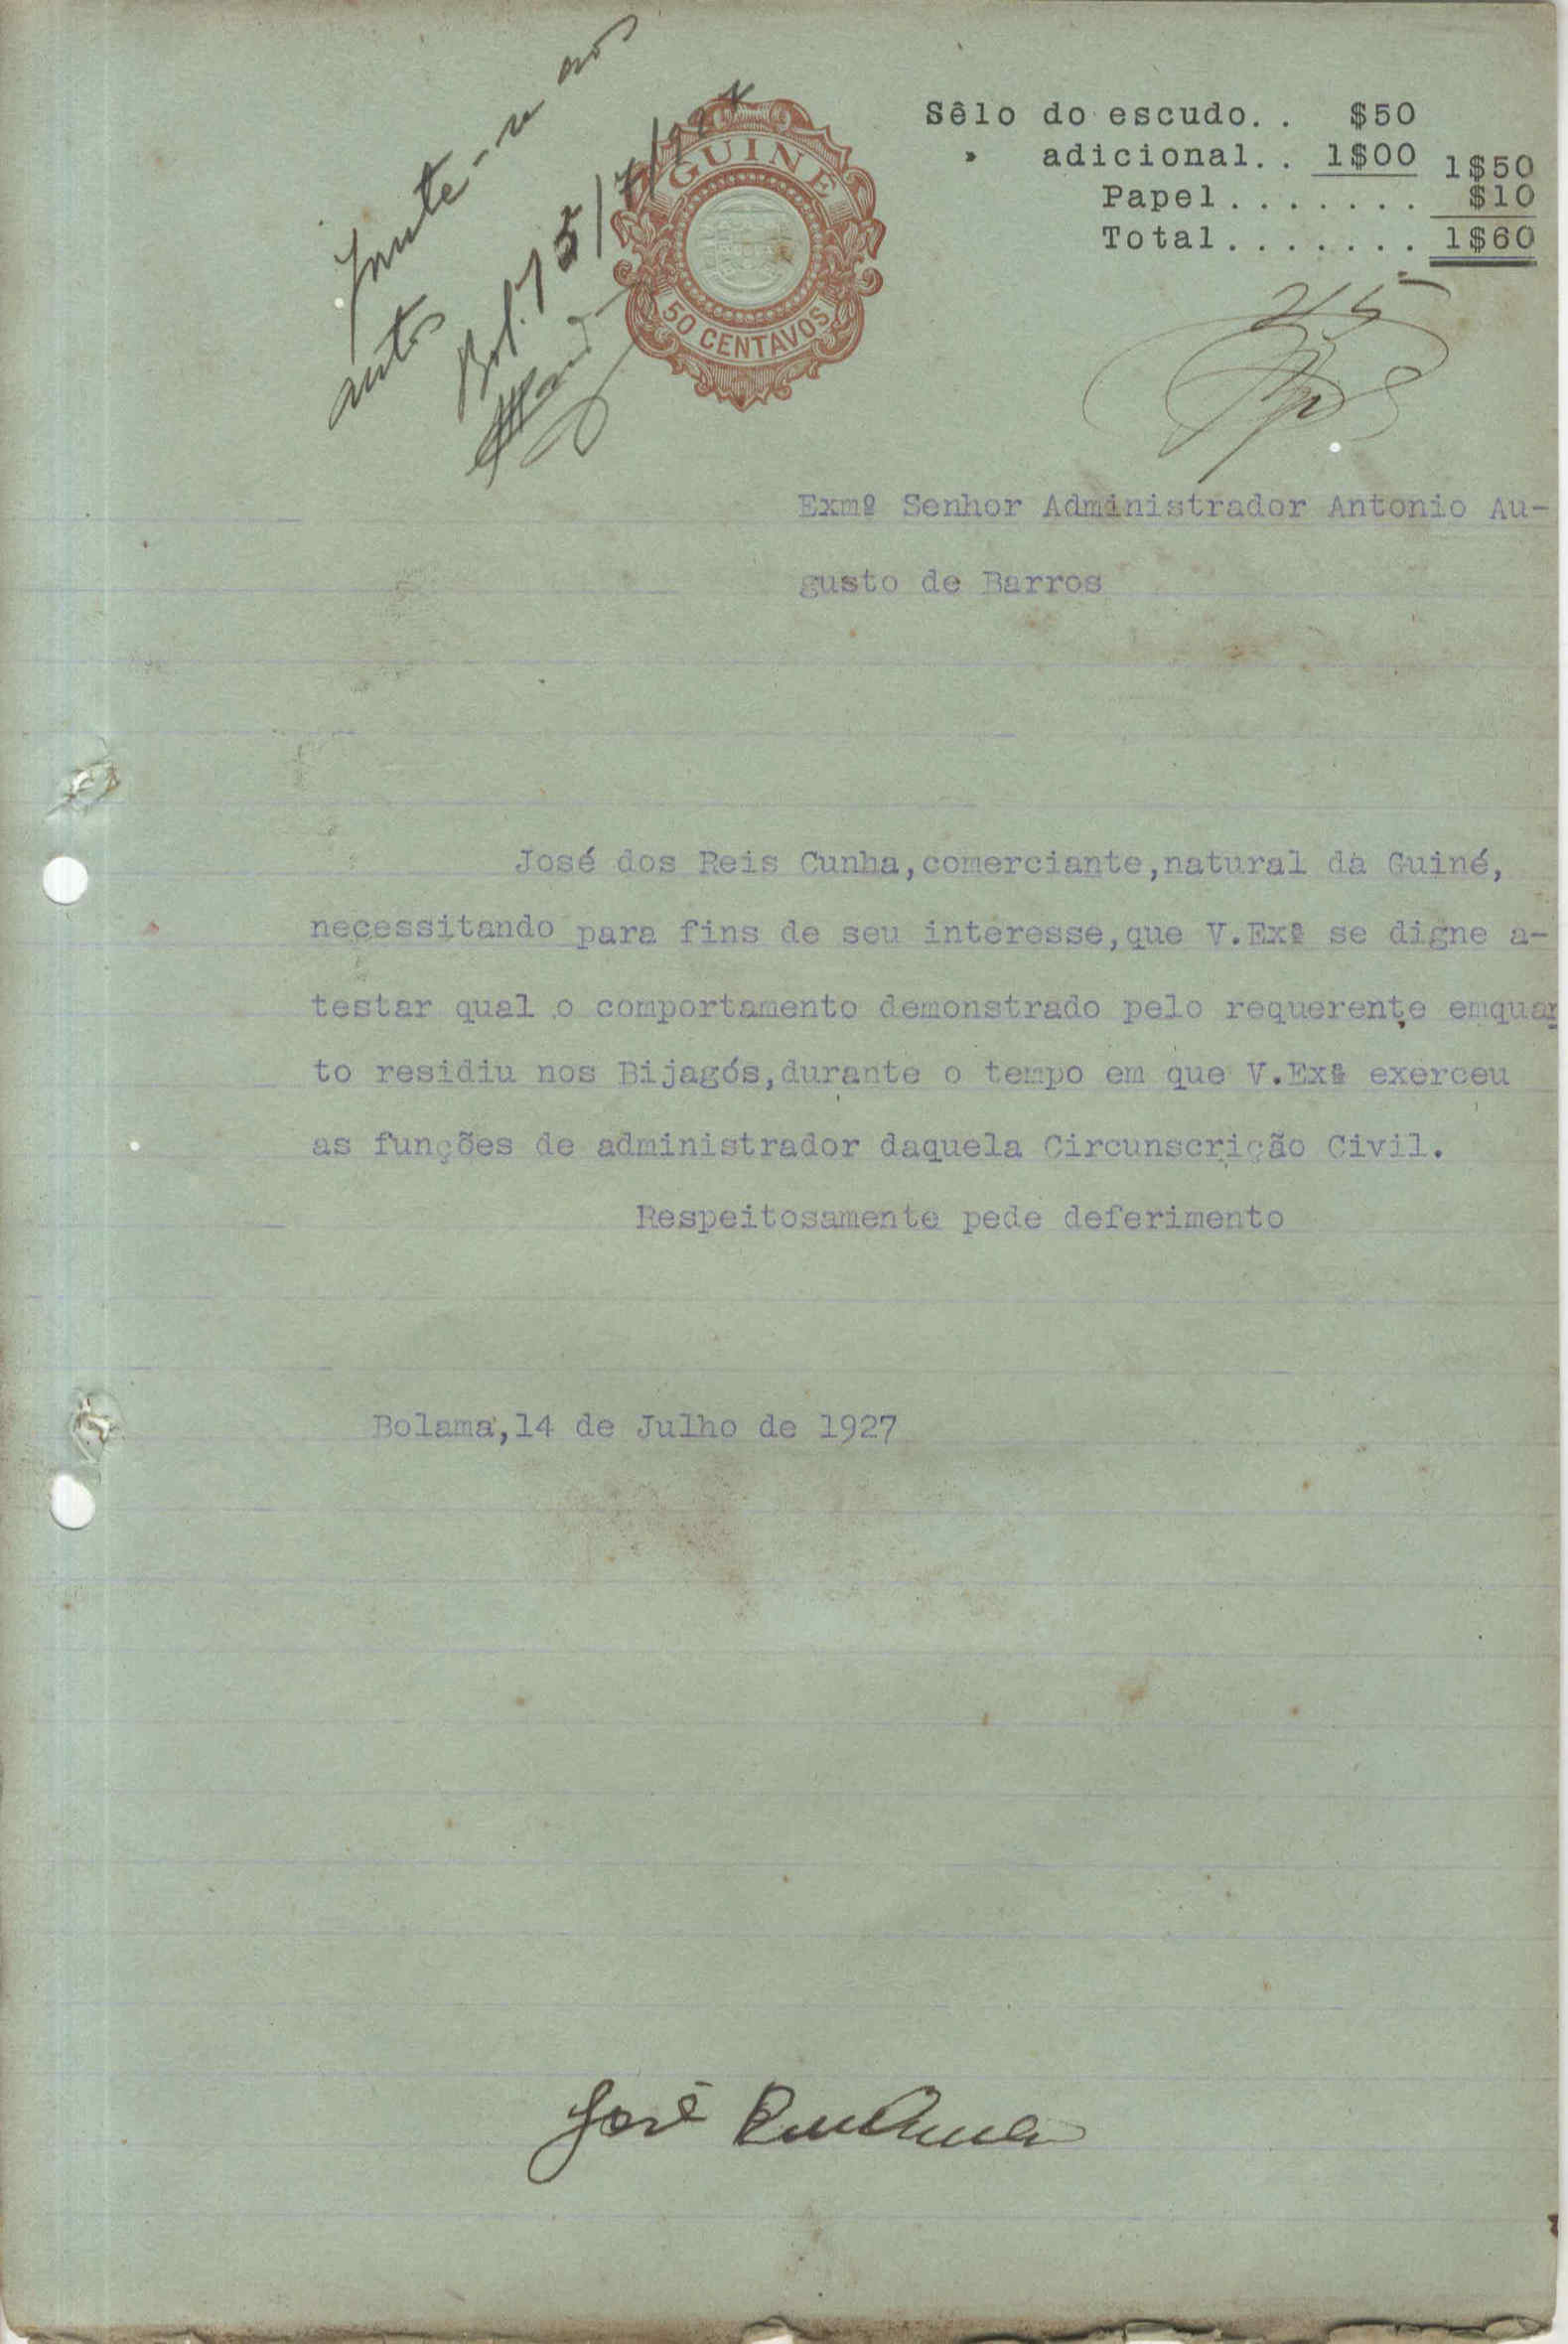 Junte-se aos
autos
Bol. 15/7/927
GUINE
50 CENTAVOS
Sêlo do escudo. . $50
» adicional. . 1$00 1$50
Papel . . . . . . . $10
Total . . . . . . . 1$60
Exmº Senhor Administrador Antonio Au-
gusto de Barros
José dos Reis Cunha,comerciante,natural da Guiné,
necessitando para fins de seu interesse,que V.Exª se digne a-
testar qual o comportamento demonstrado pelo requerente emquan
to residiu nos Bijagós,durante o tempo em que V.Exª exerceu
as funções de administrador daquela Circunscrição Civil.
Respeitosamente pede deferimento
Bolama,14 de Julho de 1927
José Reis Cunha